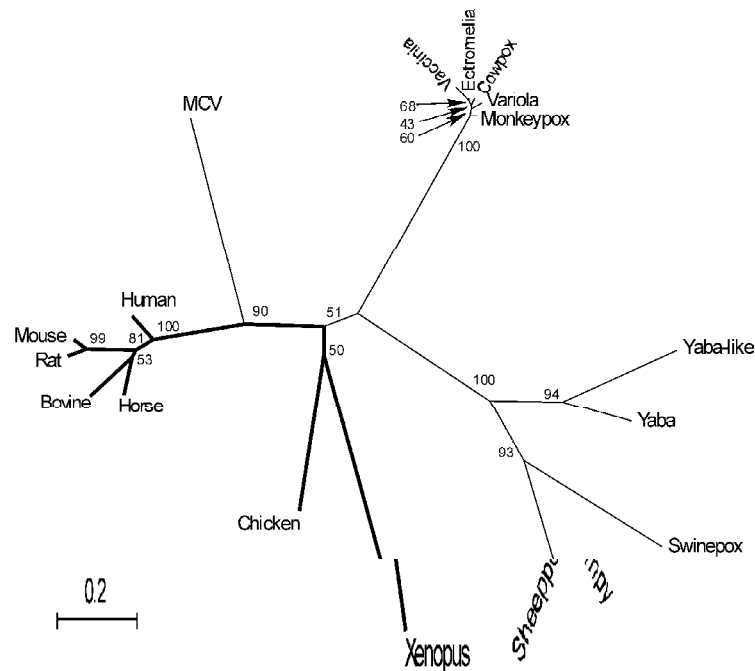 Ectromelia
Vaccinia
Cowpox
MCV
68
Variola
43
Monkeypox
60
100
Human
51
90
100
Mouse
99
81
Rat
53
50
Yaba-like
100
94
Bovine
Horse
Yaba
93
Chicken
Swinepox
0.2
Xenopus